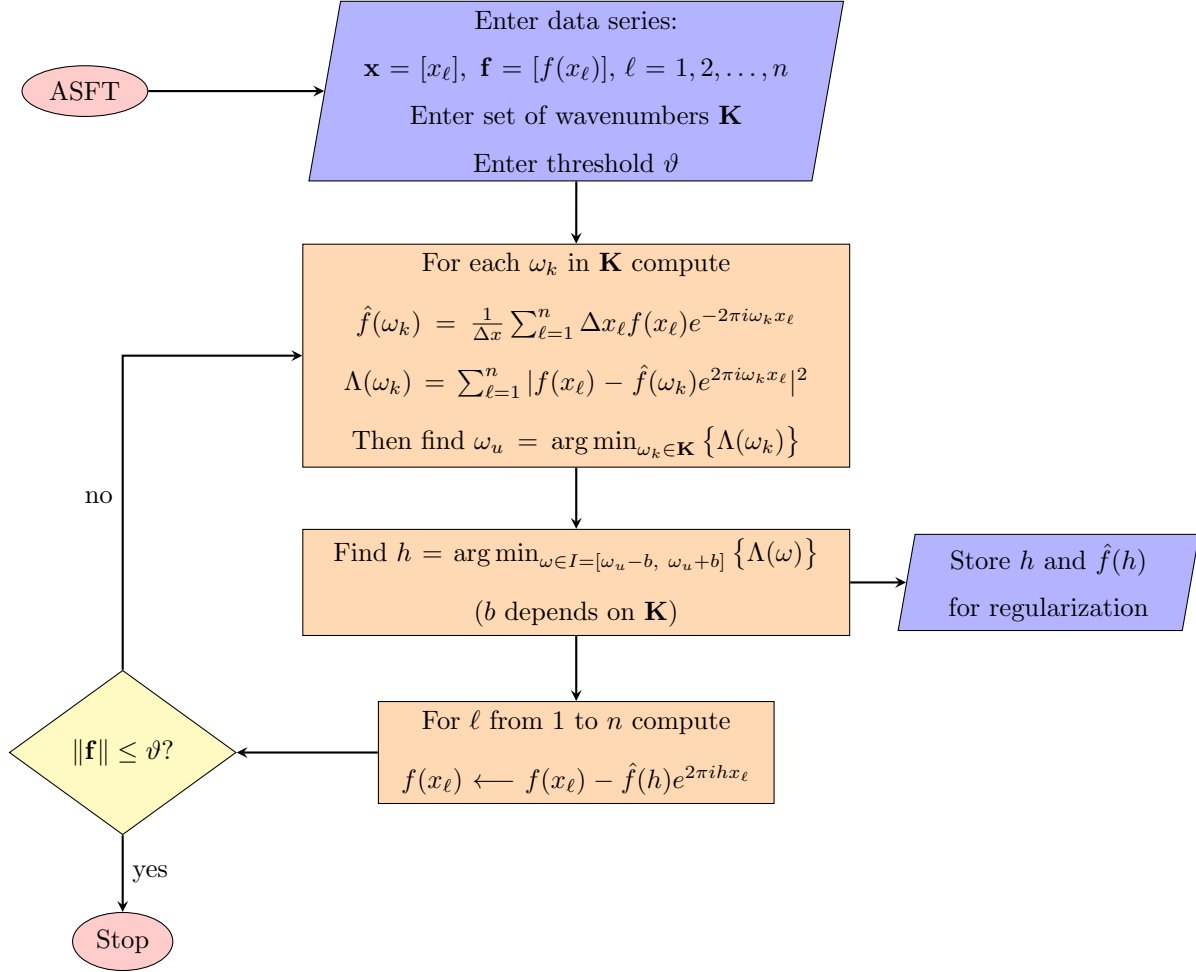 ASFT
Enter data series:
𝐱 = [x_ℓ], 𝐟 = [f(x_ℓ)], ℓ = 1, 2, . . . , n
Enter set of wavenumbers 𝐊
Enter threshold ϑ
For each ω_k in 𝐊 compute
f̂(ω_k) = \frac{1}{Δx} ∑_{ℓ=1}^{n} Δx_ℓ f(x_ℓ)e^{−2πiω_k x_ℓ}
Λ(ω_k) = ∑_{ℓ=1}^{n} |f(x_ℓ) − f̂(ω_k)e^{2πiω_k x_ℓ}|^2
Then find ω_u = arg min_{ω_k∈𝐊} {Λ(ω_k)}
no
Find h = arg min_{ω∈I=[ω_u−b, ω_u+b]} {Λ(ω)}
(b depends on 𝐊)
Store h and f̂(h)
for regularization
For ℓ from 1 to n compute
f(x_ℓ) ⟵ f(x_ℓ) − f̂(h)e^{2πihx_ℓ}
‖𝐟‖ ≤ ϑ?
yes
Stop